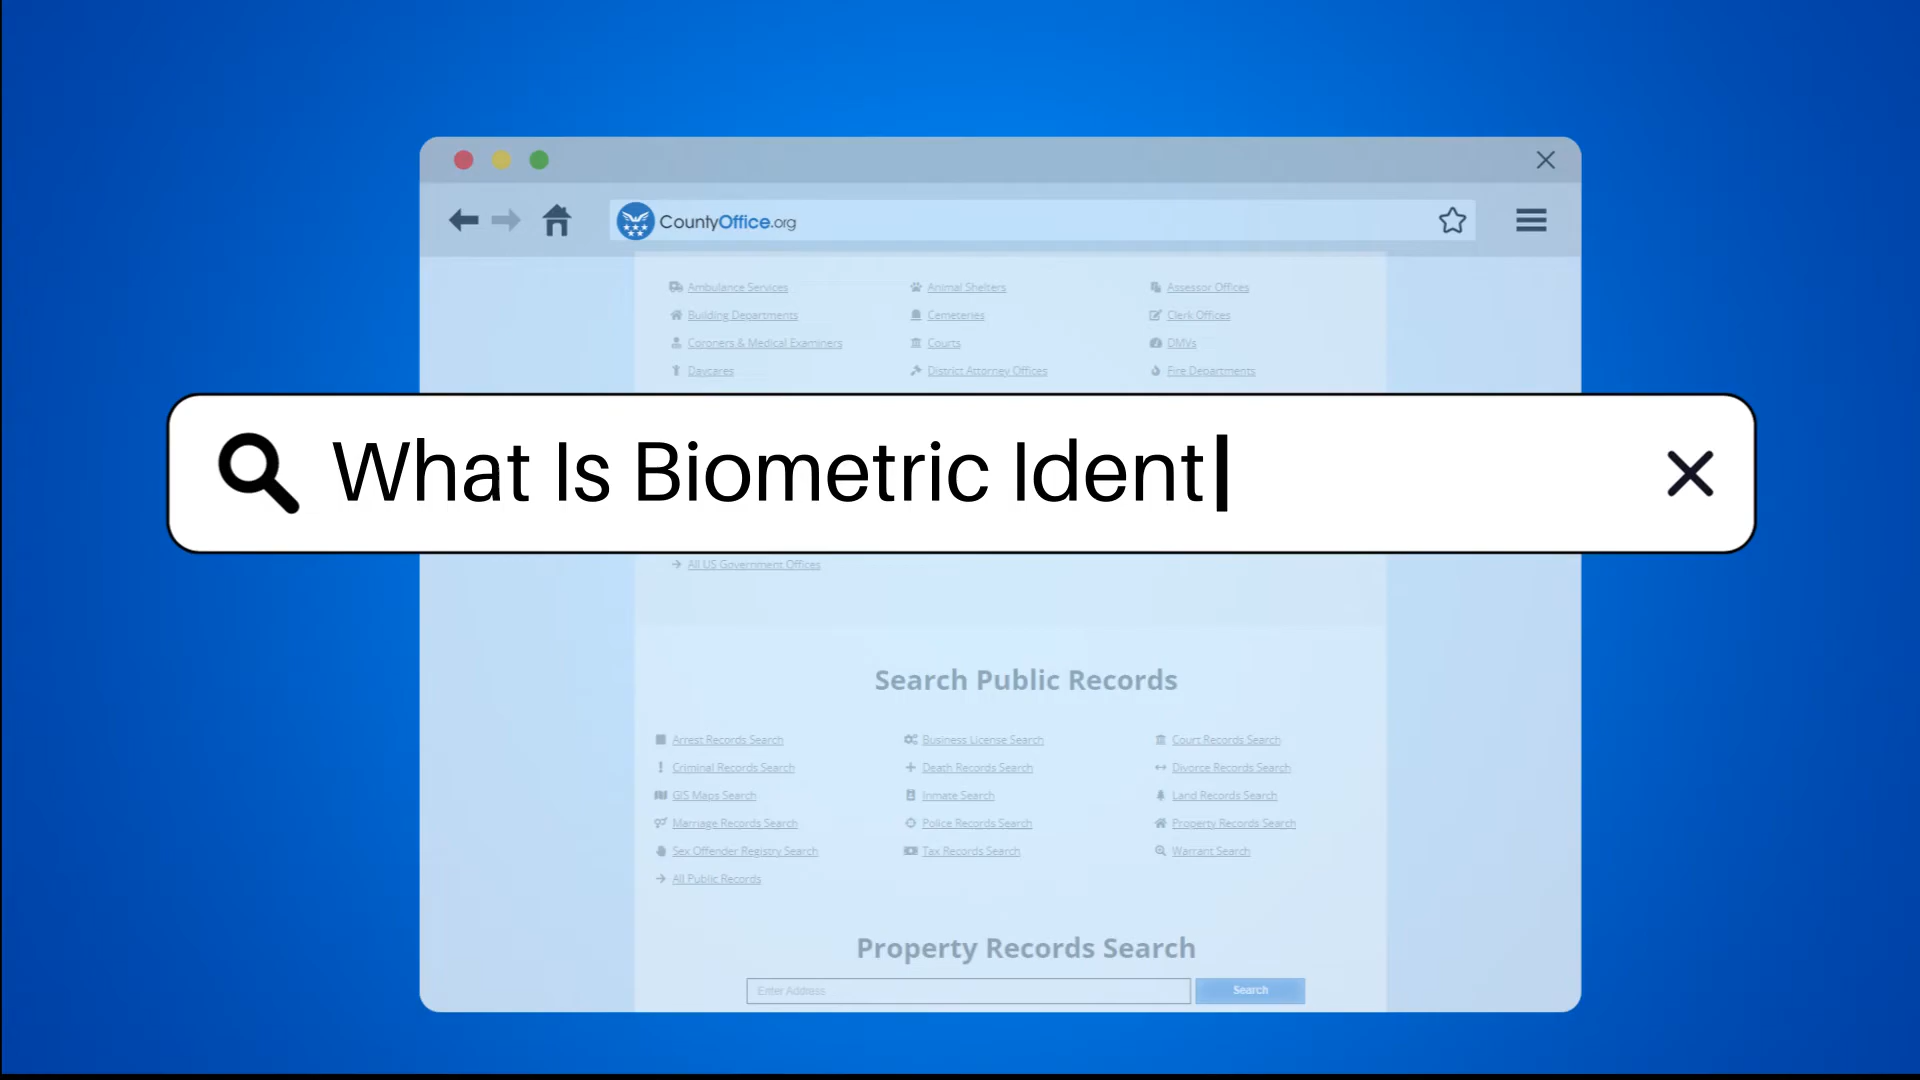 CountyOffice.org
Ambulance Services Animal Shelters Assessor Offices
Building Departments Cemeteries Clerk Offices
Coroners & Medical Examiners Courts DMVs
Daycares District Attorney Offices Fire Departments
What Is Biometric Ident
All US Government Offices
Search Public Records
Arrest Records Search Business License Search Court Records Search
Criminal Records Search Death Records Search Divorce Records Search
GIS Maps Search Inmate Search Land Records Search
Marriage Records Search Police Records Search Property Records Search
Sex Offender Registry Search Tax Records Search Warrant Search
All Public Records
Property Records Search
Enter Address Search